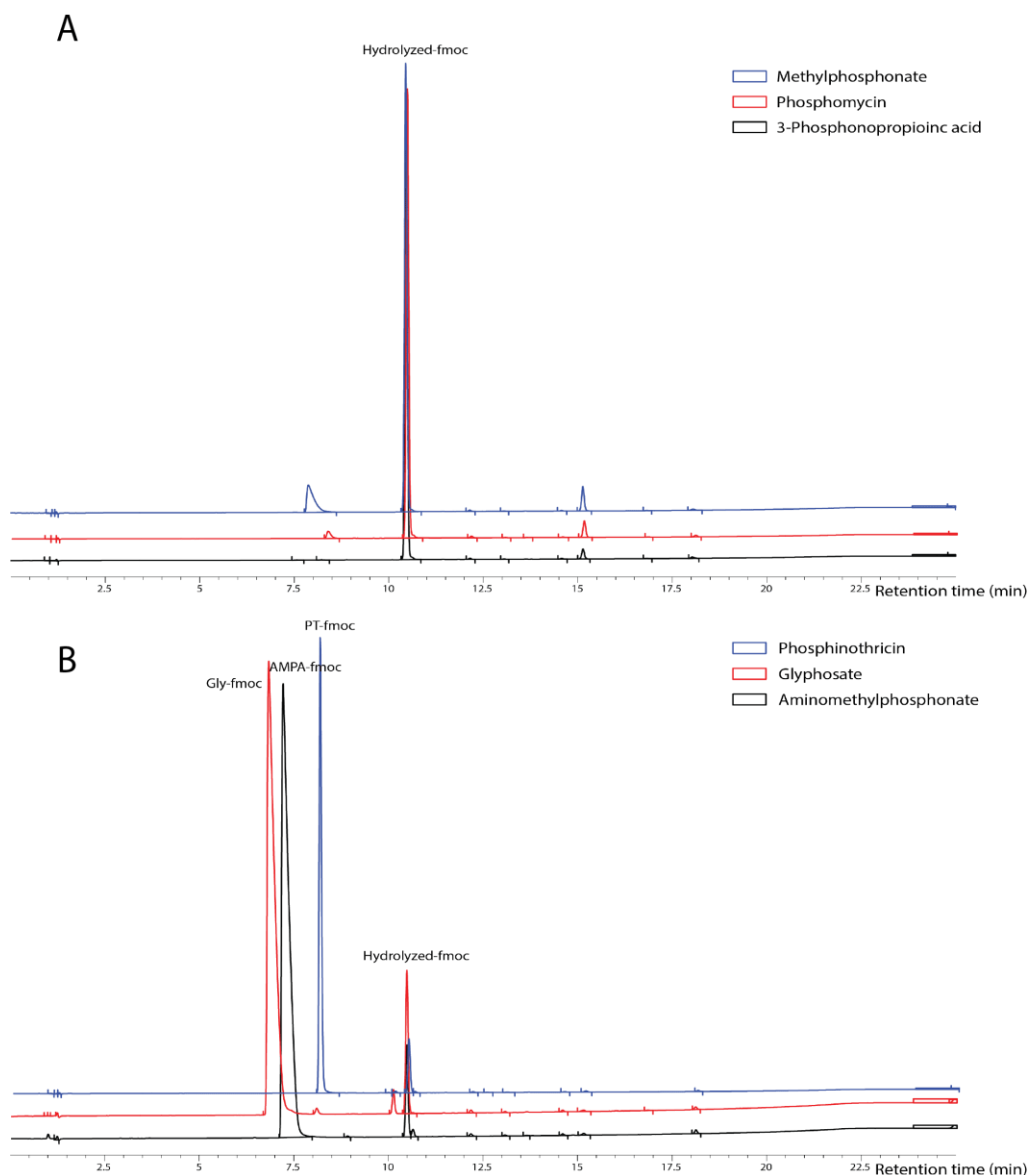 A
Hydrolyzed-fmoc
Methylphosphonate
Phosphomycin
3-Phosphonopropioinc acid
2.5 5 7.5 10 12.5 15 17.5 20 22.5 Retention time (min)
B
PT-fmoc
Phosphinothricin
AMPA-fmoc
Glyphosate
Gly-fmoc
Aminomethylphosphonate
Hydrolyzed-fmoc
2.5 5 7.5 10 12.5 15 17.5 20 22.5 Retention time (min)